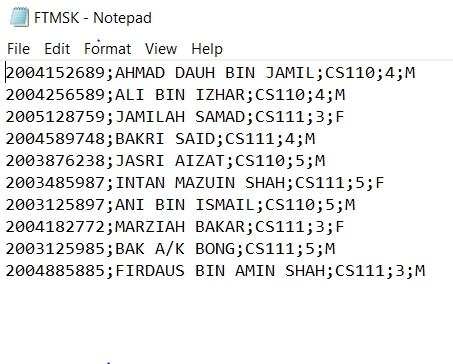 FTMSK - Notepad
File Edit Format View Help
2004152689;AHMAD DAUH BIN JAMIL;CS110;4;M
2004256589;ALI BIN IZHAR;CS110;4;M
2005128759;JAMILAH SAMAD;CS111;3;F
2004589748;BAKRI SAID;CS111;4;M
2003876238;JASRI AIZAT;CS110;5;M
2003485987;INTAN MAZUIN SHAH;CS111;5;F
2003125897;ANI BIN ISMAIL;CS110;5;M
2004182772;MARZIAH BAKAR;CS111;3;F
2003125985;BAK A/K BONG;CS111;5;M
2004885885;FIRDAUS BIN AMIN SHAH;CS111;3;M